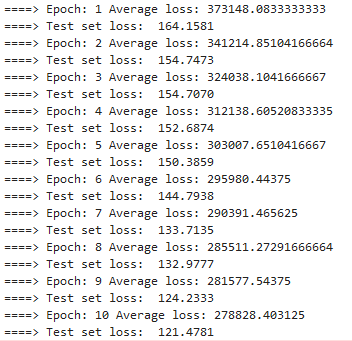 ====> Epoch: 1 Average loss: 373148.0833333333
====> Test set loss:  164.1581
====> Epoch: 2 Average loss: 341214.85104166664
====> Test set loss:  154.7473
====> Epoch: 3 Average loss: 324038.1041666667
====> Test set loss:  154.7070
====> Epoch: 4 Average loss: 312138.60520833335
====> Test set loss:  152.6874
====> Epoch: 5 Average loss: 303007.6510416667
====> Test set loss:  150.3859
====> Epoch: 6 Average loss: 295980.44375
====> Test set loss:  144.7938
====> Epoch: 7 Average loss: 290391.465625
====> Test set loss:  133.7135
====> Epoch: 8 Average loss: 285511.27291666664
====> Test set loss:  132.9777
====> Epoch: 9 Average loss: 281577.54375
====> Test set loss:  124.2333
====> Epoch: 10 Average loss: 278828.403125
====> Test set loss:  121.4781